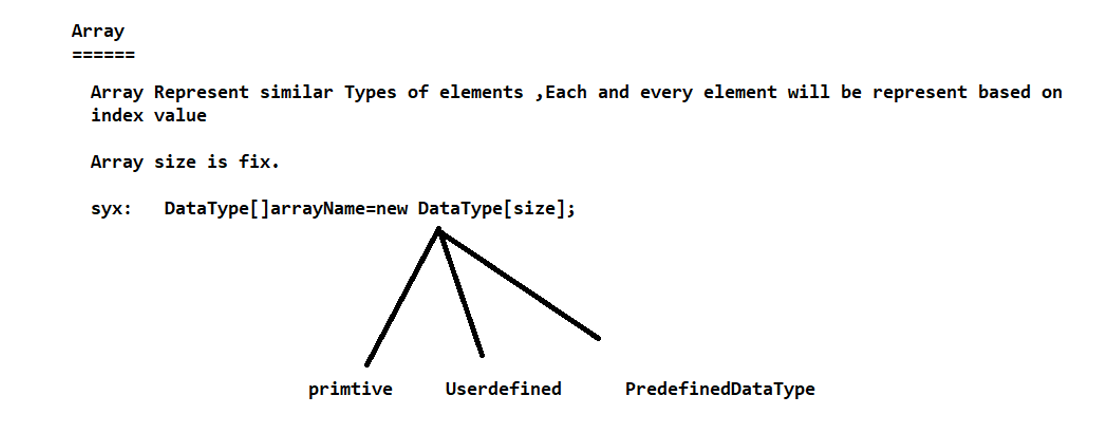 Array
======
Array Represent similar Types of elements ,Each and every element will be represent based on
index value
Array size is fix.
syx:   DataType[]arrayName=new DataType[size];
primtive     Userdefined      PredefinedDataType